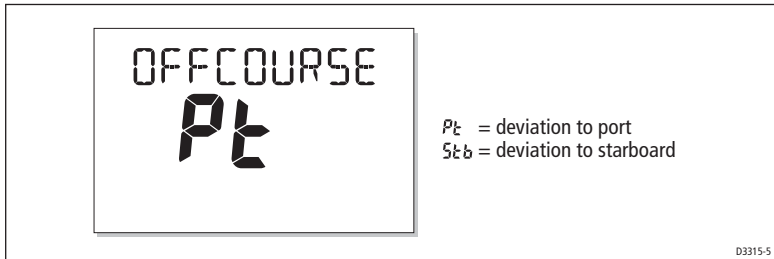 OFFCOURSE
Pt
Pt = deviation to port
Stb = deviation to starboard
D3315-5